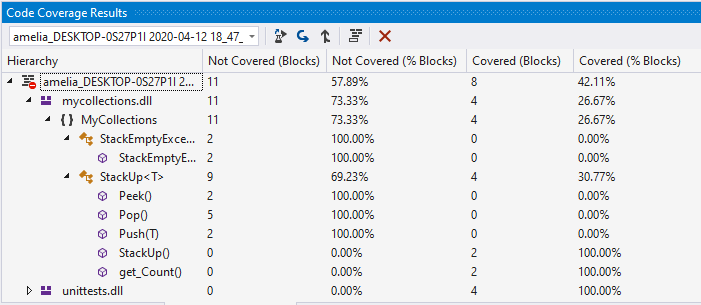 Code Coverage Results
amelia_DESKTOP-0S27P1I 2020-04-12 18_47_
Hierarchy Not Covered (Blocks) Not Covered (% Blocks) Covered (Blocks) Covered (% Blocks)
amelia_DESKTOP-0S27P1I 2... 11 57.89% 8 42.11%
mycollections.dll 11 73.33% 4 26.67%
{ } MyCollections 11 73.33% 4 26.67%
StackEmptyExce... 2 100.00% 0 0.00%
StackEmptyE... 2 100.00% 0 0.00%
StackUp<T> 9 69.23% 4 30.77%
Peek() 2 100.00% 0 0.00%
Pop() 5 100.00% 0 0.00%
Push(T) 2 100.00% 0 0.00%
StackUp() 0 0.00% 2 100.00%
get_Count() 0 0.00% 2 100.00%
unittests.dll 0 0.00% 4 100.00%